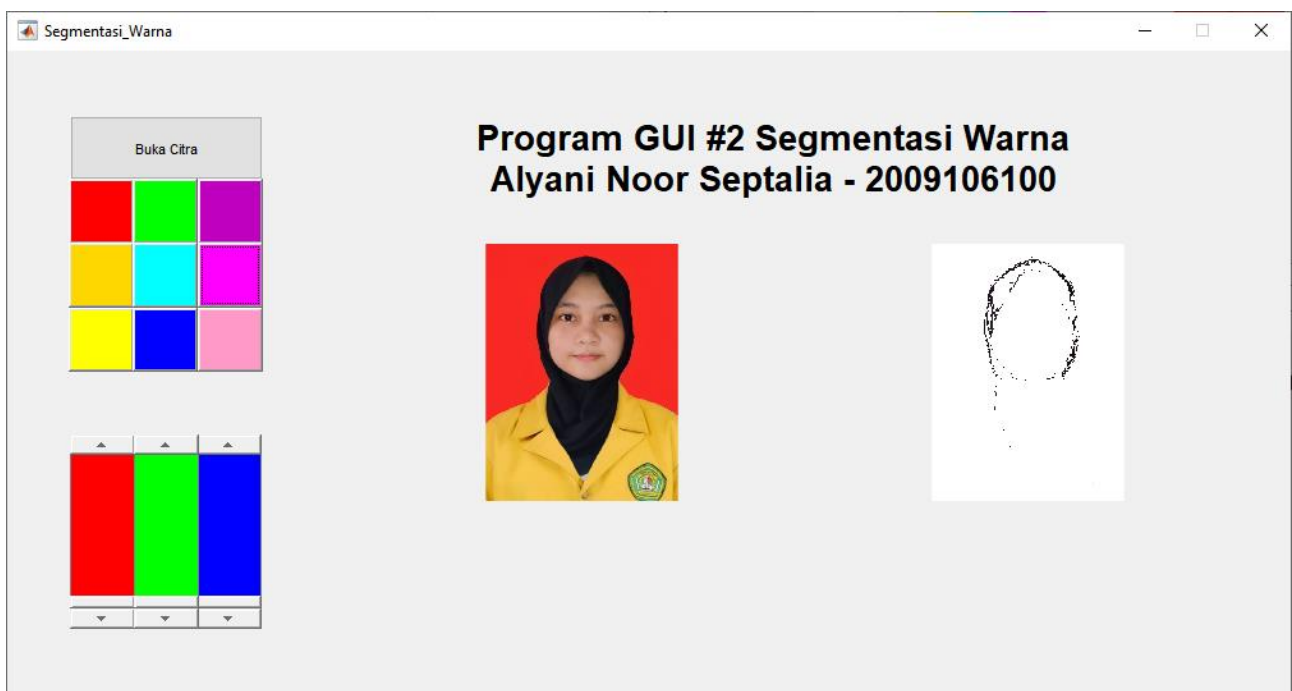 Segmentasi_Warna
Buka Citra
Program GUI #2 Segmentasi Warna
Alyani Noor Septalia - 2009106100